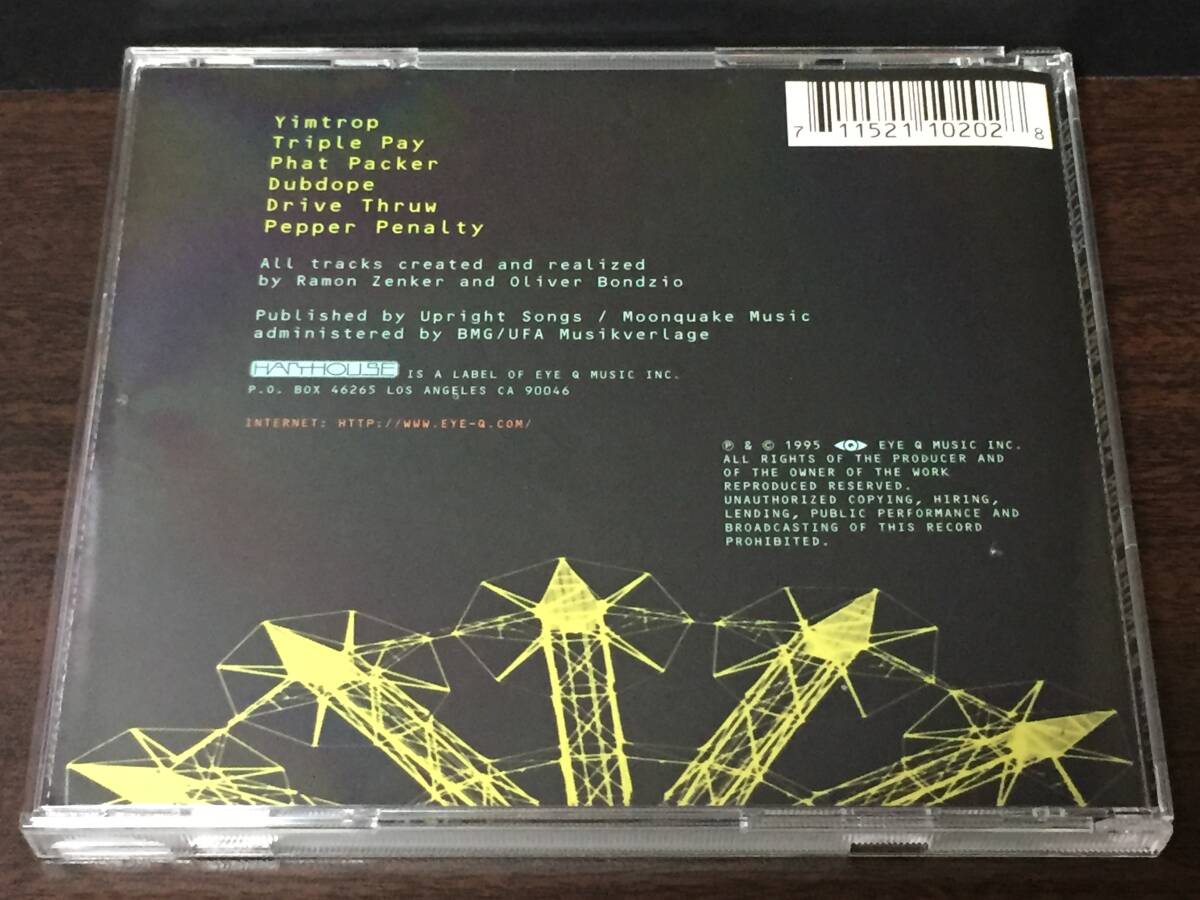 Yimtrop
Triple Pay
Phat Packer
Dubdope
Drive Thruw
Pepper Penalty
All tracks created and realized
by Ramon Zenker and Oliver Bondzio
Published by Upright Songs / Moonquake Music
administered by BMG/UFA Musikverlage
HARTHOUSE IS A LABEL OF EYE Q MUSIC INC.
P.O. BOX 46265 LOS ANGELES CA 90046
INTERNET: HTTP://WWW.EYE-Q.COM/
7 11521 10202 8
℗ & © 1995 EYE Q MUSIC INC.
ALL RIGHTS OF THE PRODUCER AND
OF THE OWNER OF THE WORK
REPRODUCED RESERVED.
UNAUTHORIZED COPYING, HIRING,
LENDING, PUBLIC PERFORMANCE AND
BROADCASTING OF THIS RECORD
PROHIBITED.